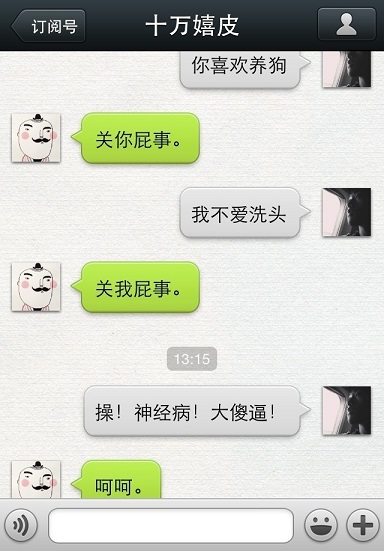 订阅号
十万嬉皮
你喜欢养狗
关你屁事。
我不爱洗头
关我屁事。
13:15
操！神经病！大傻逼！
呵呵。